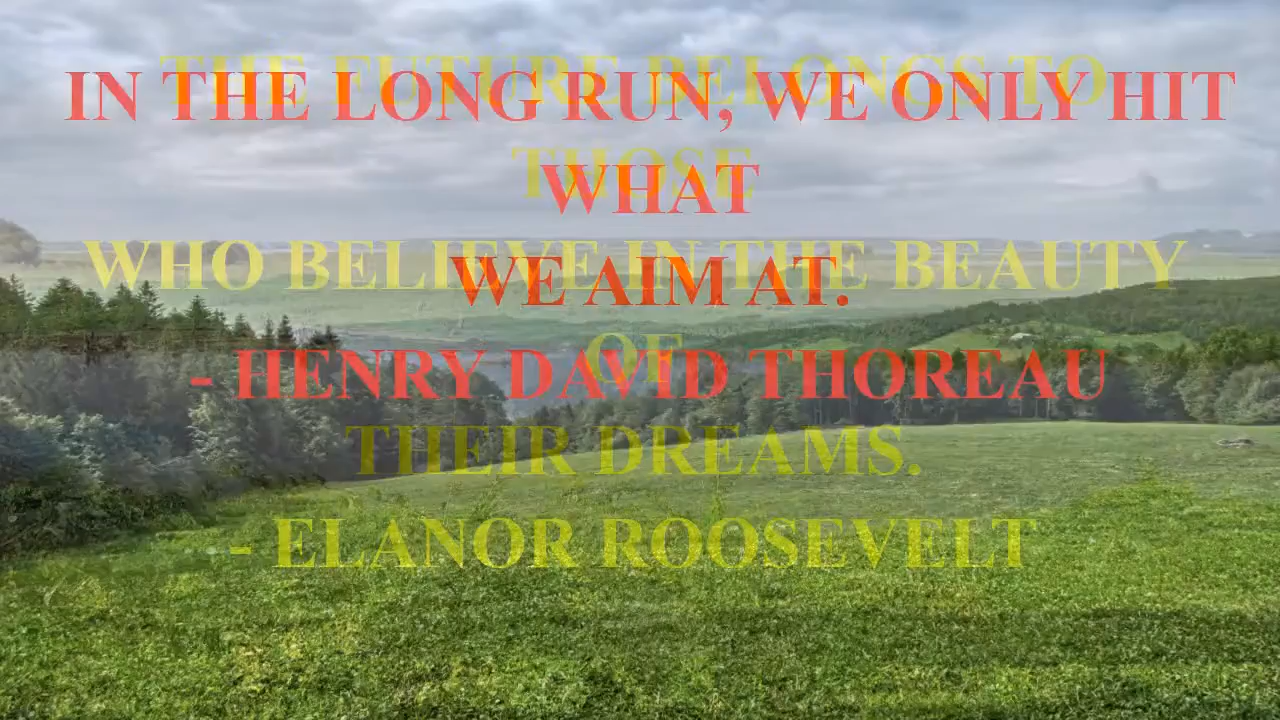 IN THE LONG RUN, WE ONLY HIT
WHAT
WE AIM AT.
- HENRY DAVID THOREAU
THE FUTURE BELONGS TO
THOSE
WHO BELIEVE IN THE BEAUTY
OF
THEIR DREAMS.
- ELANOR ROOSEVELT